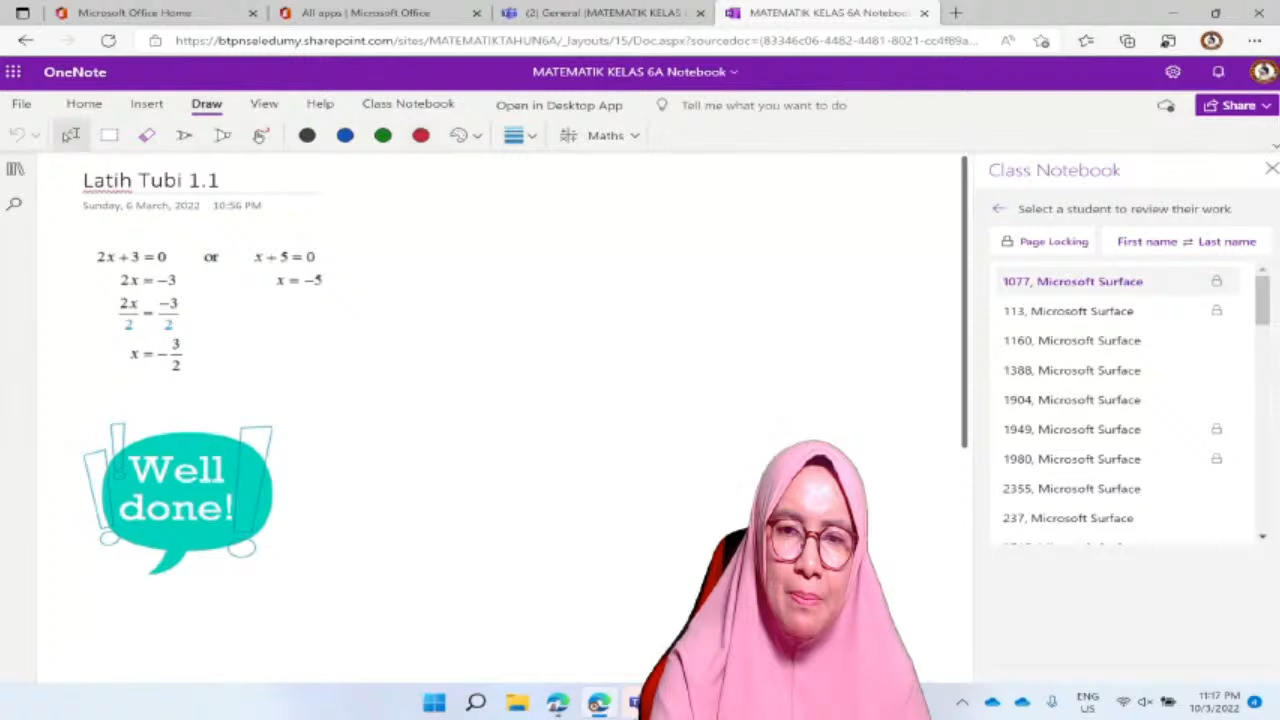 Microsoft Office Home
All apps | Microsoft Office
(2) General (MATEMATIK KELAS
MATEMATIK KELAS 6A Notebook
https://btpnseledumy.sharepoint.com/sites/MATEMATIKTAHUN6A/_layouts/15/Doc.aspx?sourcedoc={83346c06-4482-4481-8021-cc4f89a...
OneNote
MATEMATIK KELAS 6A Notebook
File Home Insert Draw View Help Class Notebook Open in Desktop App Tell me what you want to do
Share
Maths
Latih Tubi 1.1
Sunday, 6 March, 2022 10:56 PM
2x + 3 = 0 or x + 5 = 0
2x = −3 x = −5
2x/2 = −3/2
x = −3/2
Well
done!
Class Notebook
Select a student to review their work
Page Locking First name ⇌ Last name
1077, Microsoft Surface
113, Microsoft Surface
1160, Microsoft Surface
1388, Microsoft Surface
1904, Microsoft Surface
1949, Microsoft Surface
1980, Microsoft Surface
2355, Microsoft Surface
237, Microsoft Surface
ENG
US
11:17 PM
10/3/2022
4